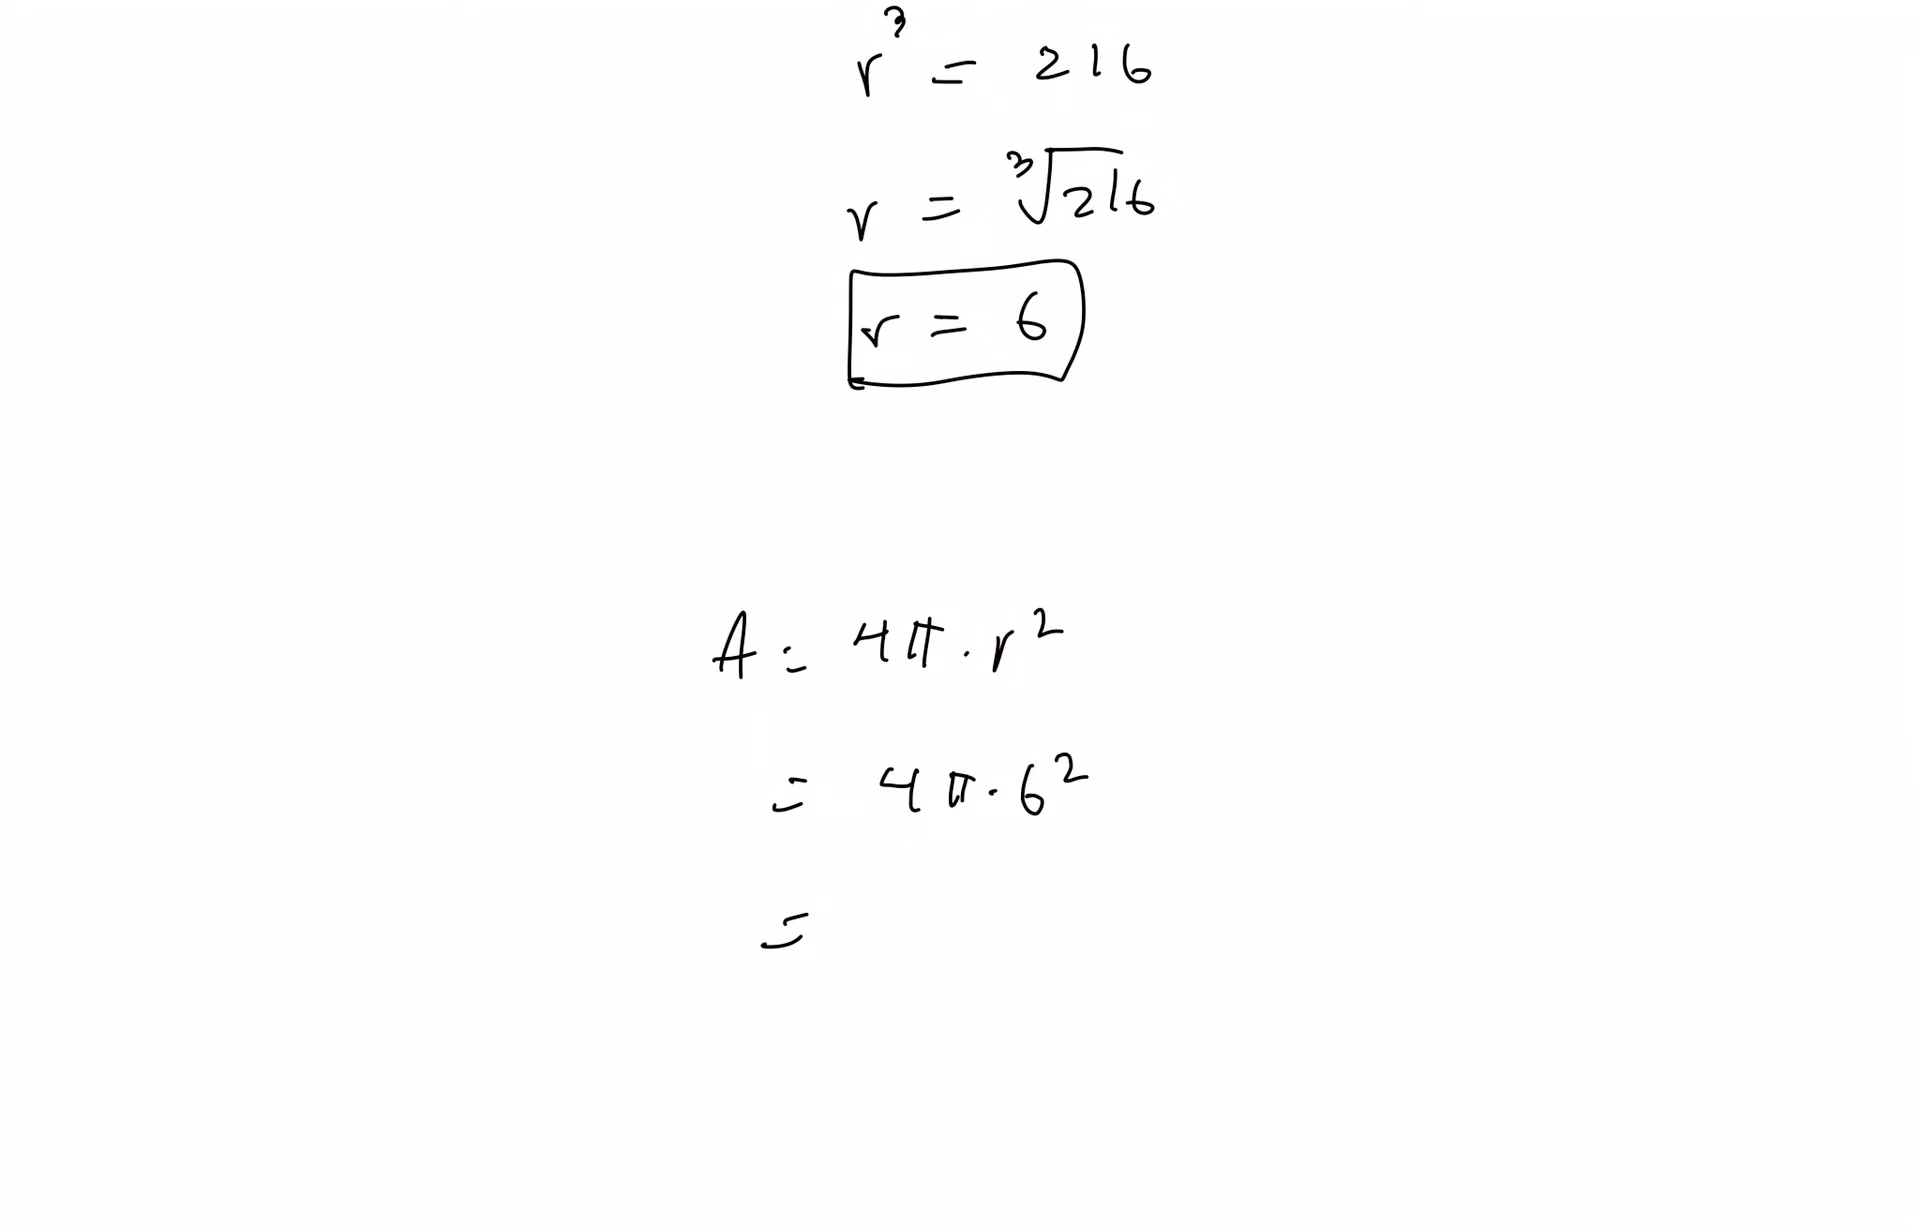 r³ = 216
r = ∛216
r = 6
A = 4π · r²
= 4π · 6²
=